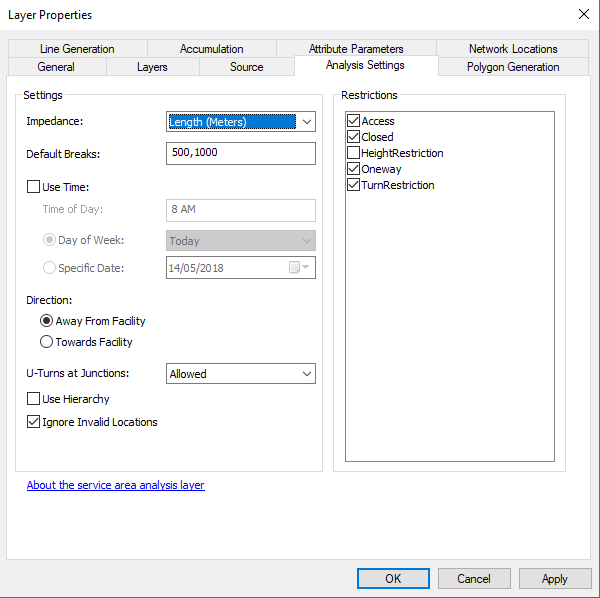 Layer Properties
Line Generation Accumulation Attribute Parameters Network Locations
General Layers Source Analysis Settings Polygon Generation
Settings
Impedance: Length (Meters)
Default Breaks: 500,1000
Use Time:
Time of Day: 8 AM
Day of Week: Today
Specific Date: 14/05/2018
Direction:
Away From Facility
Towards Facility
U-Turns at Junctions: Allowed
Use Hierarchy
Ignore Invalid Locations
Restrictions
Access
Closed
HeightRestriction
Oneway
TurnRestriction
About the service area analysis layer
OK Cancel Apply